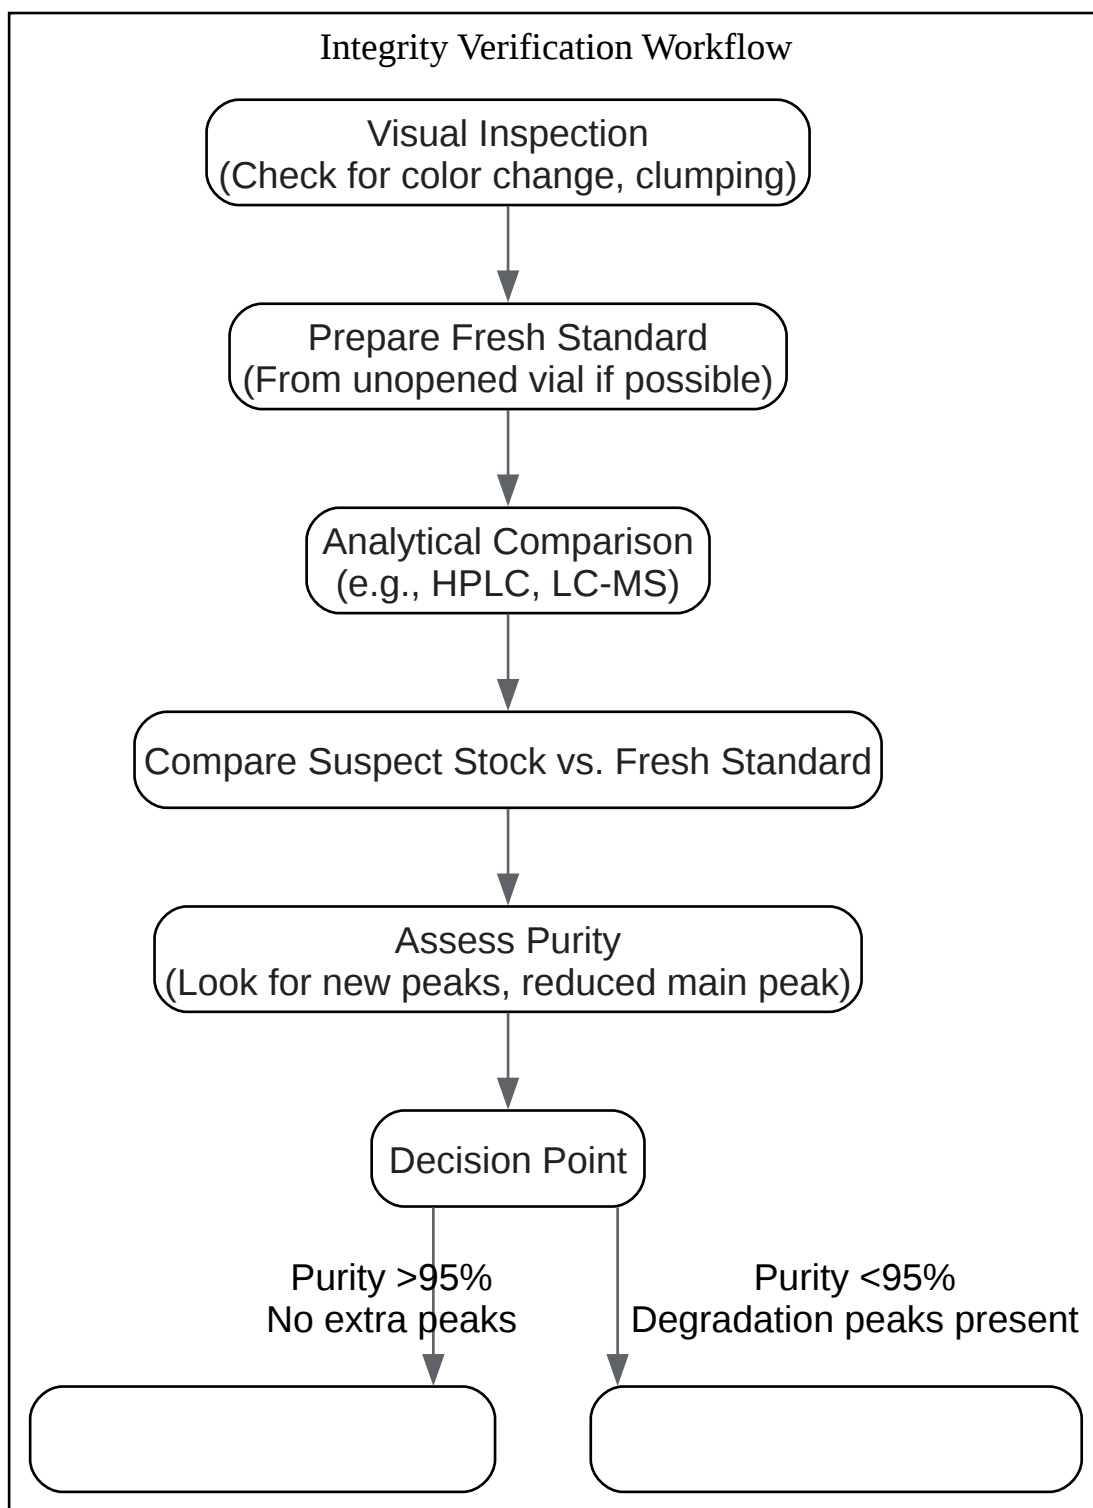 Integrity Verification Workflow
Visual Inspection
(Check for color change, clumping)
Prepare Fresh Standard
(From unopened vial if possible)
Analytical Comparison
(e.g., HPLC, LC-MS)
Compare Suspect Stock vs. Fresh Standard
Assess Purity
(Look for new peaks, reduced main peak)
Decision Point
Purity >95%
No extra peaks
Purity <95%
Degradation peaks present